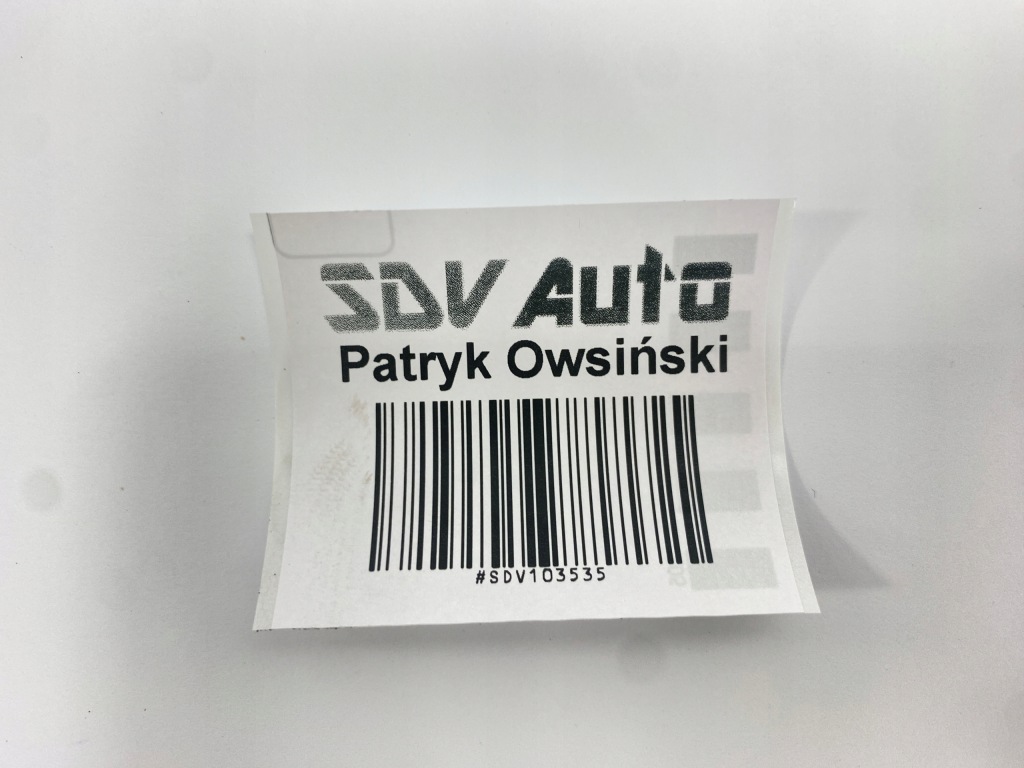 SDV Auto
Patryk Owsiński
#SDV103535